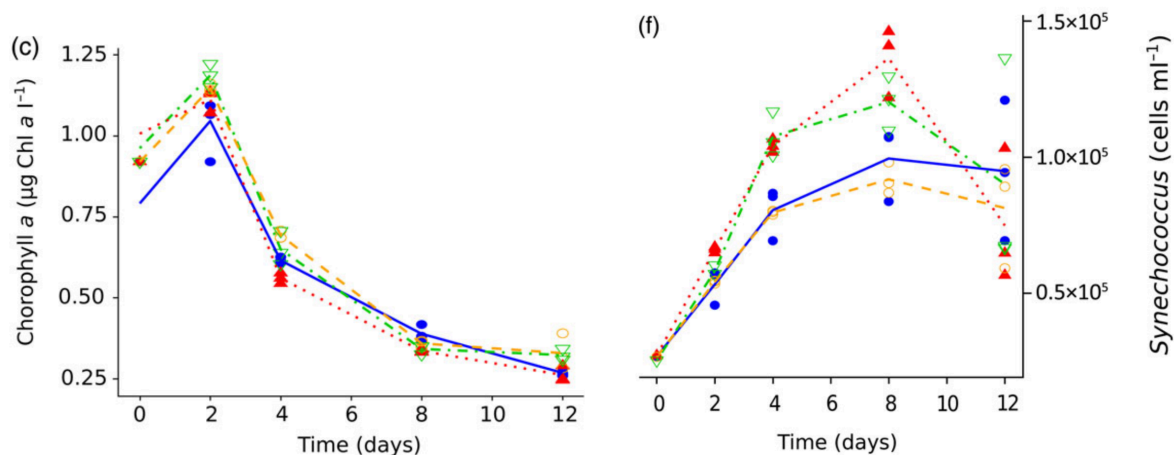 (c)
Chorophyll a (µg Chl a l⁻¹)
1.25
1.00
0.75
0.50
0.25
0 2 4 6 8 10 12
Time (days)
(f)
1.5×10⁵
1.0×10⁵
0.5×10⁵
Synechococcus (cells ml⁻¹)
0 2 4 6 8 10 12
Time (days)